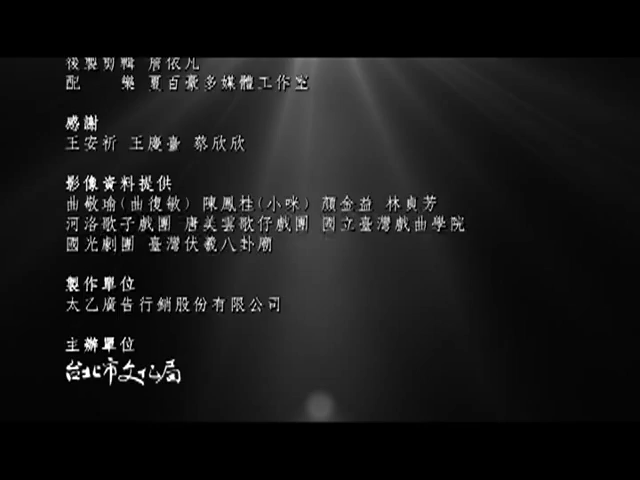 後製剪輯 詹依凡
配　　樂 夏百豪多媒體工作室
感謝
王安祈 王慶臺 蔡欣欣
影像資料提供
曲敏瑜(曲復敏) 陳鳳桂(小咪) 顏金益 林貞芳
河洛歌子戲團 唐美雲歌仔戲團 國立臺灣戲曲學院
國光劇團 臺灣伏羲八卦廟
製作單位
太乙廣告行銷股份有限公司
主辦單位
台北市文化局